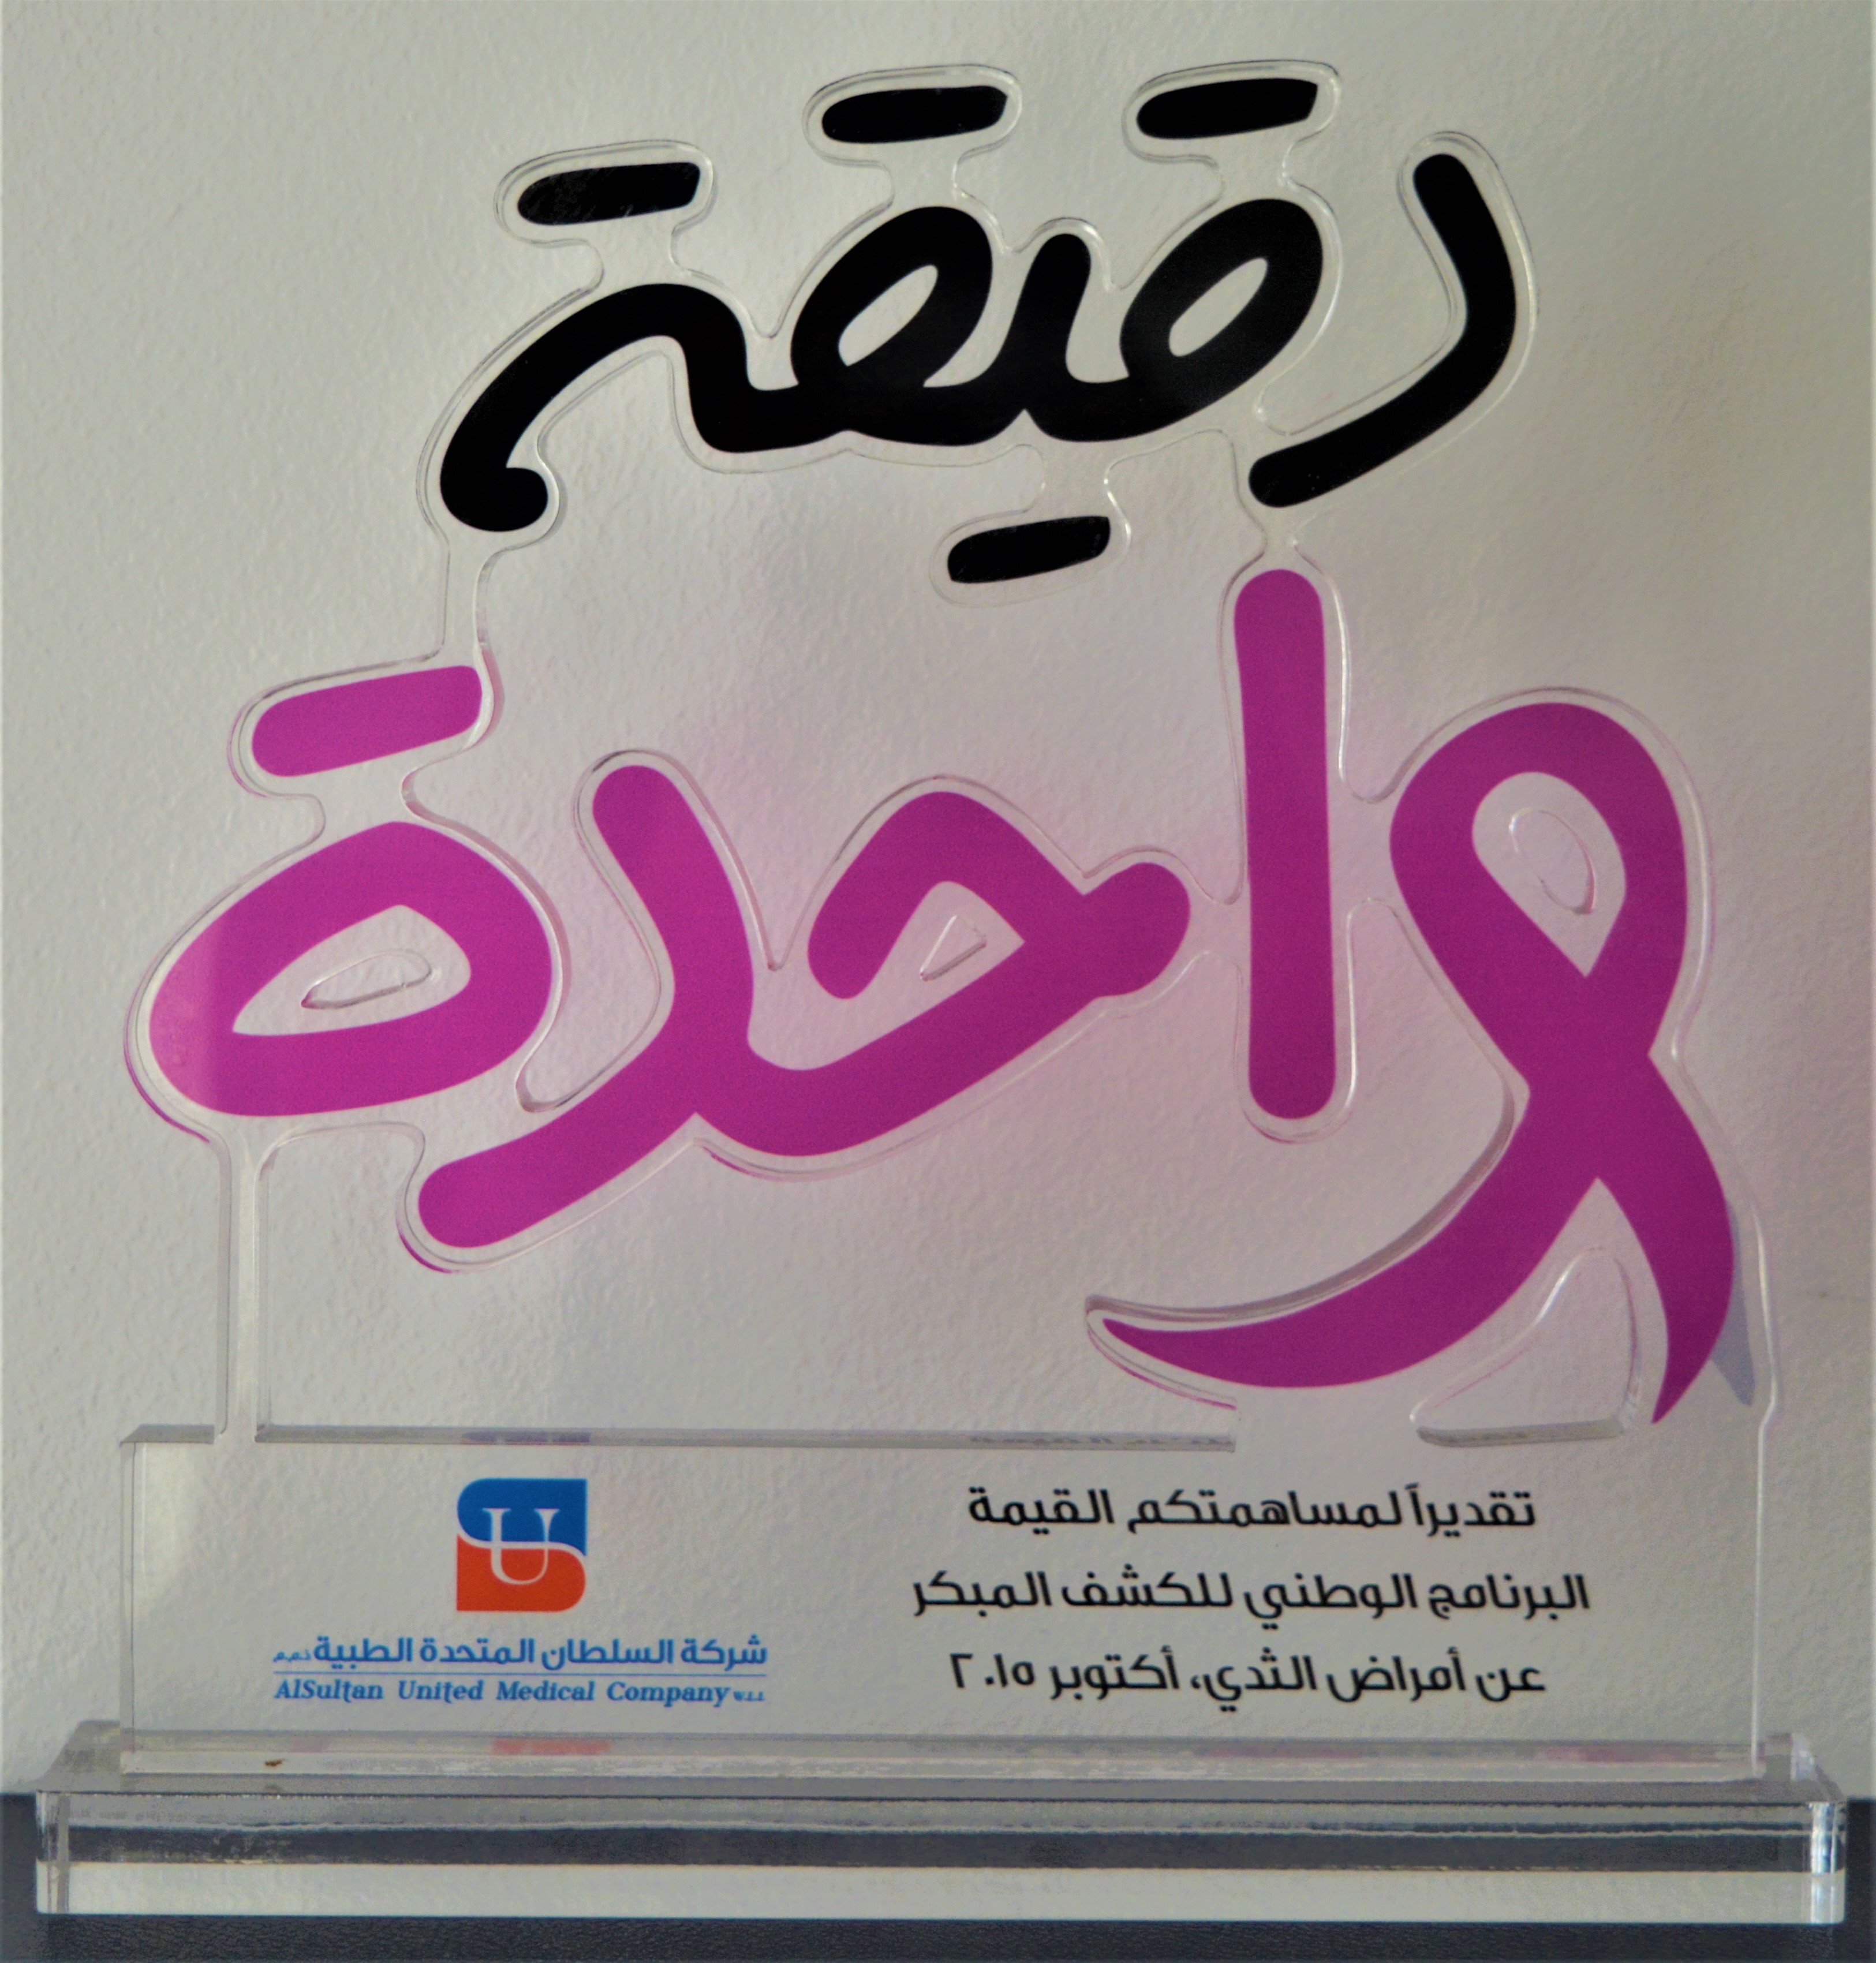 دقيقة
واحدة
تقديراً لمساهمتكم القيمة
البرنامج الوطني للكشف المبكر
عن أمراض الثدي، أكتوبر ٢٠١٥
شركة السلطان المتحدة الطبية ذ.م.م
AlSultan United Medical Company W.L.L